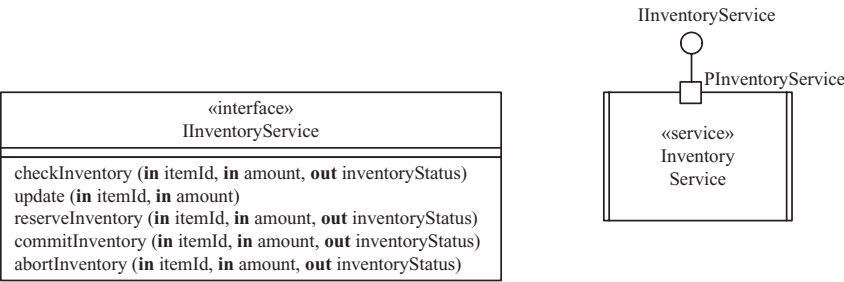 «interface»
IInventoryService
checkInventory (in itemId, in amount, out inventoryStatus)
update (in itemId, in amount)
reserveInventory (in itemId, in amount, out inventoryStatus)
commitInventory (in itemId, in amount, out inventoryStatus)
abortInventory (in itemId, in amount, out inventoryStatus)
IInventoryService
PInventoryService
«service»
Inventory
Service